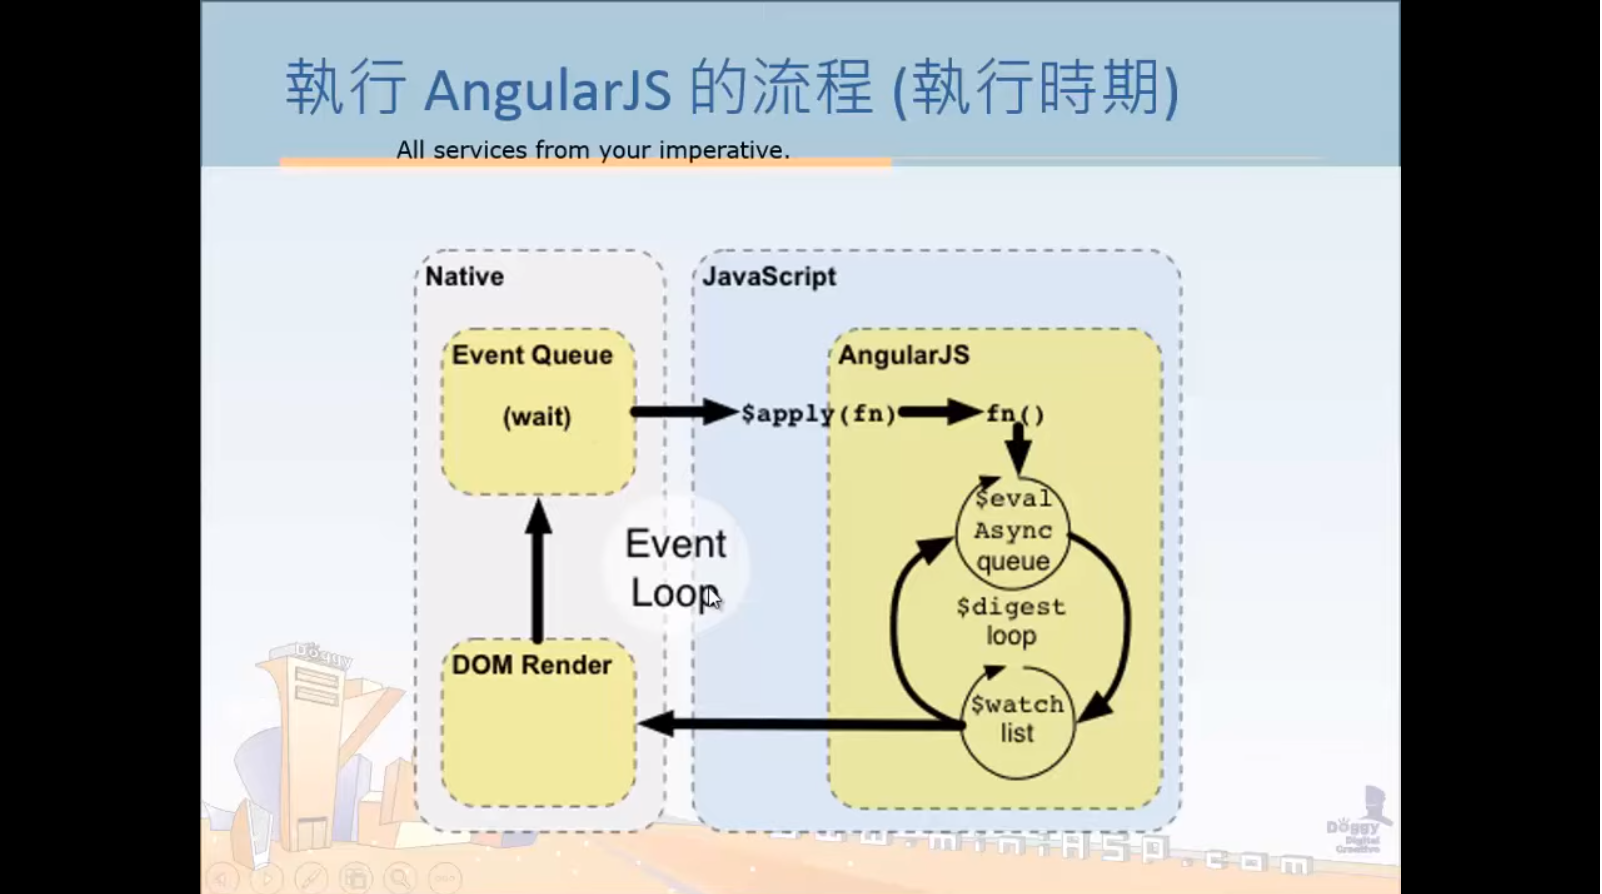 執行 AngularJS 的流程 (執行時期)
All services from your imperative.
Native
JavaScript
Event Queue
(wait)
AngularJS
$apply(fn)
fn()
$eval
Async
queue
Event
Loop
$digest
loop
DOM Render
$watch
list
Döggy
Döggy
Digital
Creative
www.miniAsp.com